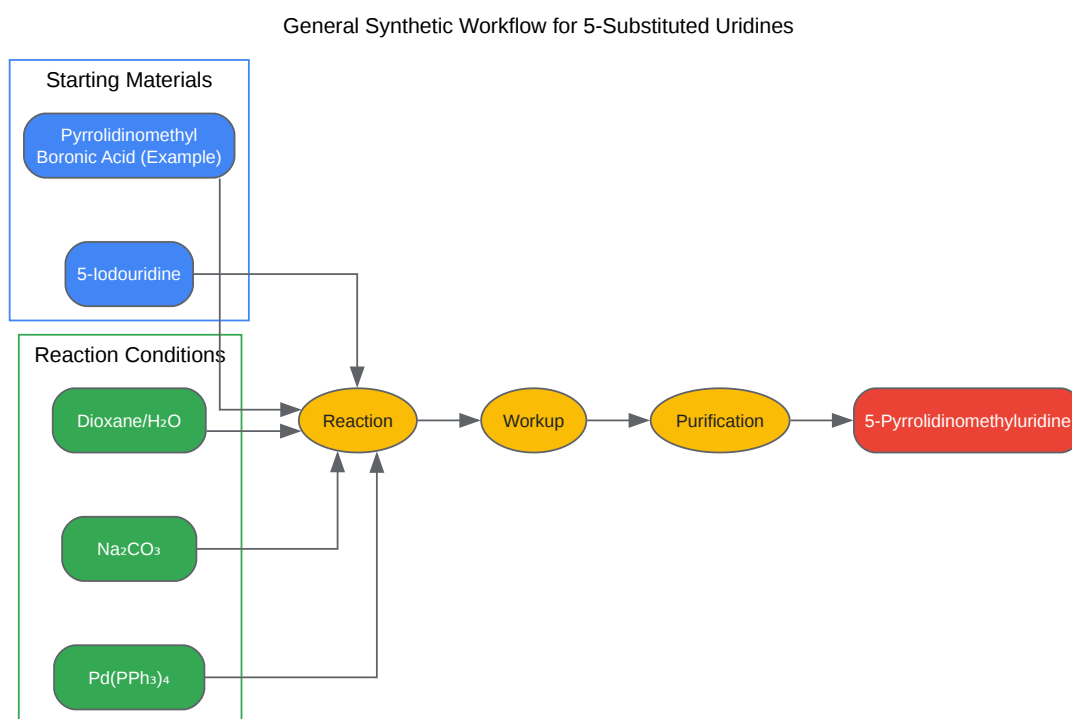 General Synthetic Workflow for 5-Substituted Uridines
Starting Materials
Pyrrolidinomethyl
Boronic Acid (Example)
5-Iodouridine
Reaction Conditions
Dioxane/H₂O
Na₂CO₃
Pd(PPh₃)₄
Reaction
Workup
Purification
5-Pyrrolidinomethyluridine